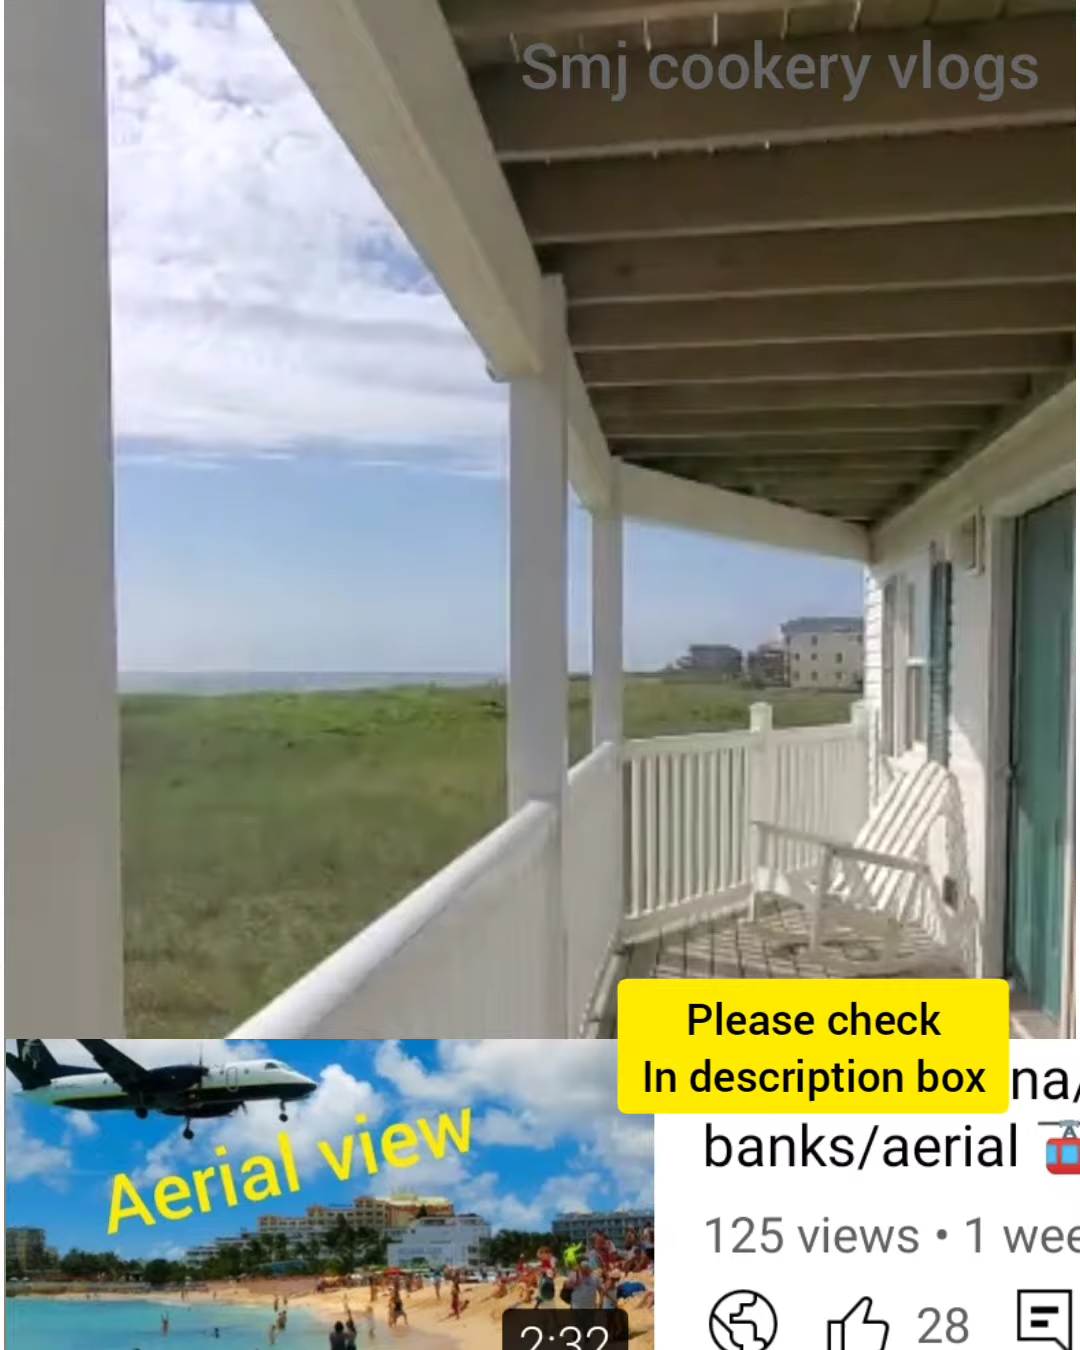 Smj cookery vlogs
Please check
In description box
na/
banks/aerial
Aerial view
125 views • 1 wee
28
2:32